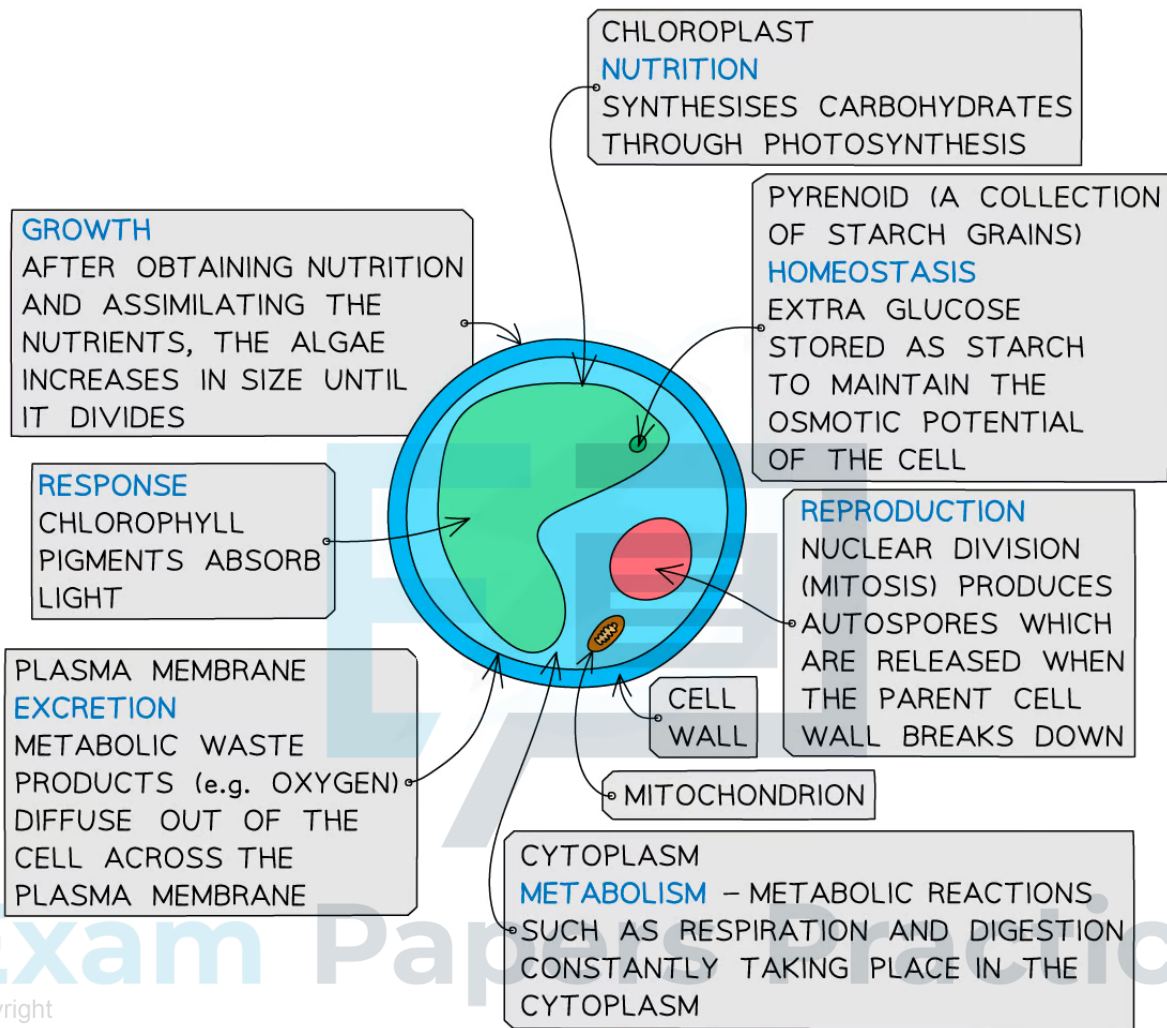 CHLOROPLAST
NUTRITION
SYNTHESISES CARBOHYDRATES
THROUGH PHOTOSYNTHESIS
PYRENOID (A COLLECTION
OF STARCH GRAINS)
HOMEOSTASIS
EXTRA GLUCOSE
STORED AS STARCH
TO MAINTAIN THE
OSMOTIC POTENTIAL
OF THE CELL
GROWTH
AFTER OBTAINING NUTRITION
AND ASSIMILATING THE
NUTRIENTS, THE ALGAE
INCREASES IN SIZE UNTIL
IT DIVIDES
RESPONSE
CHLOROPHYLL
PIGMENTS ABSORB
LIGHT
REPRODUCTION
NUCLEAR DIVISION
(MITOSIS) PRODUCES
AUTOSPORES WHICH
ARE RELEASED WHEN
THE PARENT CELL
WALL BREAKS DOWN
PLASMA MEMBRANE
EXCRETION
METABOLIC WASTE
PRODUCTS (e.g. OXYGEN)
DIFFUSE OUT OF THE
CELL ACROSS THE
PLASMA MEMBRANE
CELL
WALL
MITOCHONDRION
CYTOPLASM
METABOLISM – METABOLIC REACTIONS
SUCH AS RESPIRATION AND DIGESTION
CONSTANTLY TAKING PLACE IN THE
CYTOPLASM
Exam Papers Practic
yright